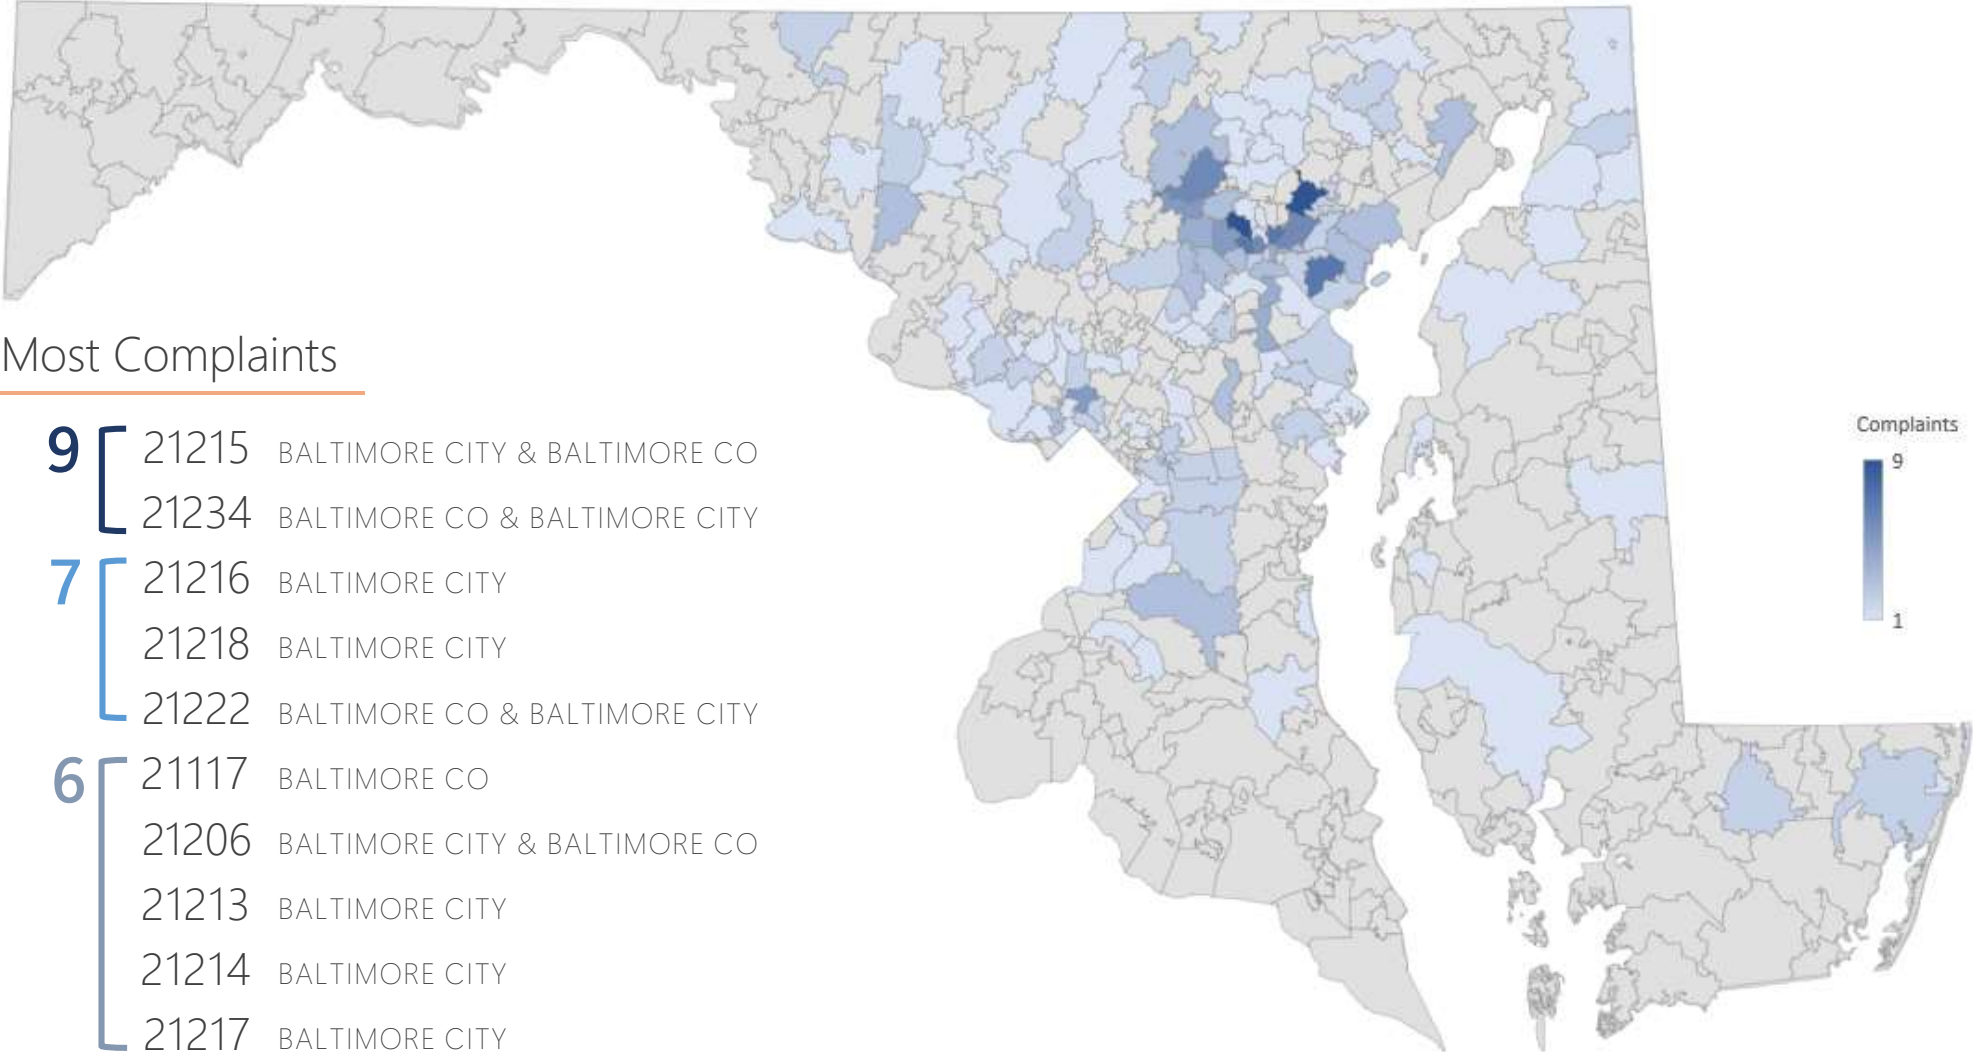 Most Complaints
9
21215 BALTIMORE CITY & BALTIMORE CO
21234 BALTIMORE CO & BALTIMORE CITY
7
21216 BALTIMORE CITY
21218 BALTIMORE CITY
21222 BALTIMORE CO & BALTIMORE CITY
6
21117 BALTIMORE CO
21206 BALTIMORE CITY & BALTIMORE CO
21213 BALTIMORE CITY
21214 BALTIMORE CITY
21217 BALTIMORE CITY
Complaints
9
1